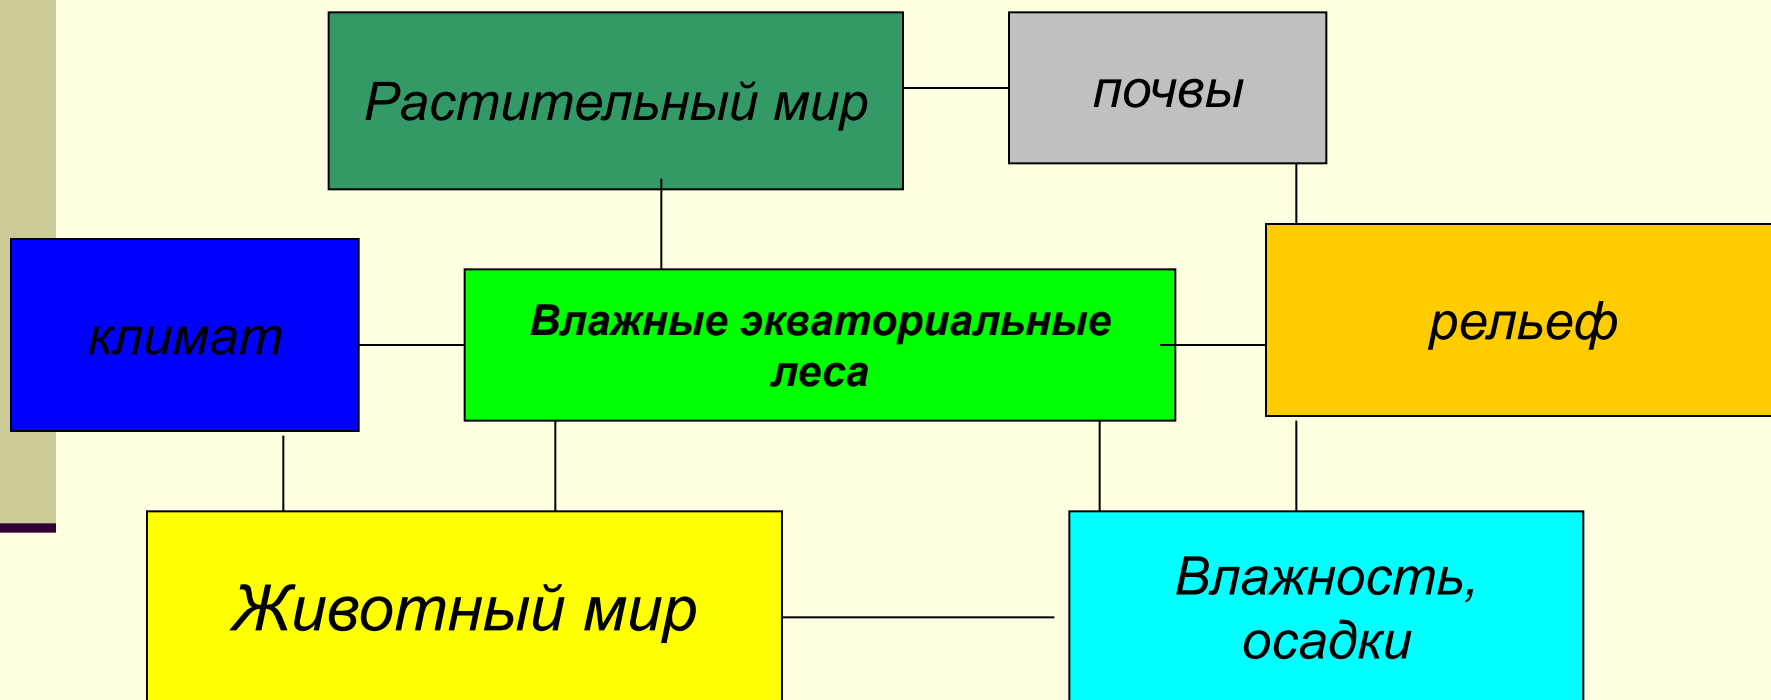 Растительный мир
почвы
климат
Влажные экваториальные
леса
рельеф
Животный мир
Влажность,
осадки